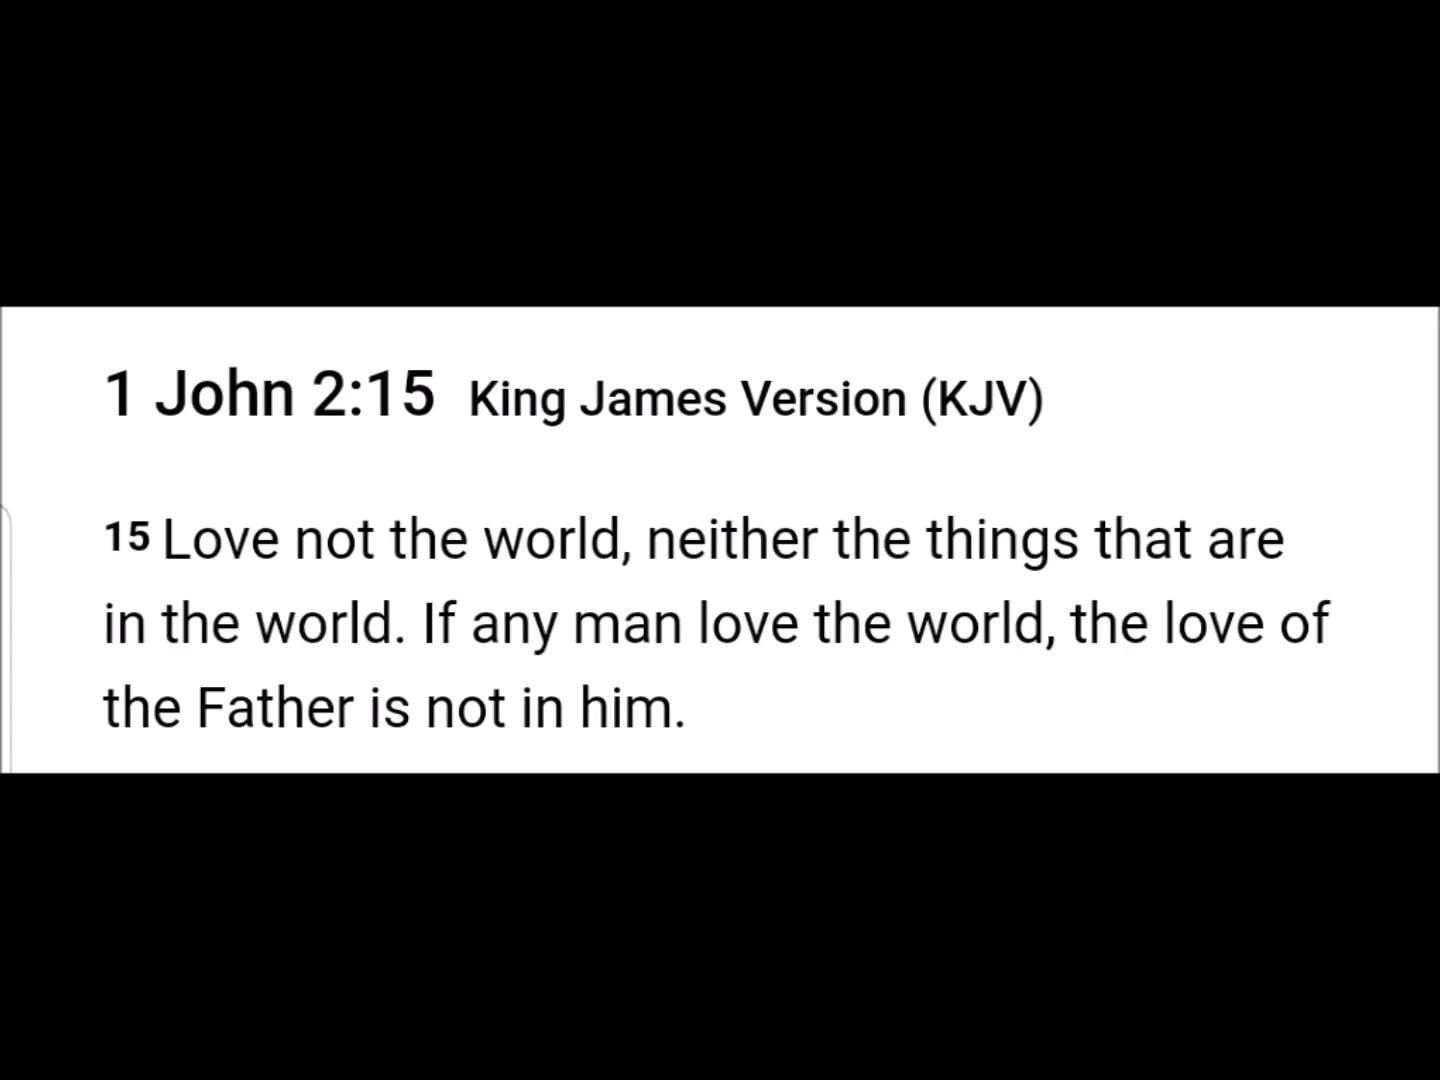 1 John 2:15 King James Version (KJV)
15 Love not the world, neither the things that are
in the world. If any man love the world, the love of
the Father is not in him.